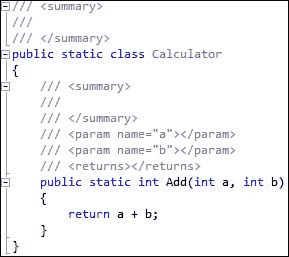 /// <summary>
///
/// </summary>
public static class Calculator
{
    /// <summary>
    ///
    /// </summary>
    /// <param name="a"></param>
    /// <param name="b"></param>
    /// <returns></returns>
    public static int Add(int a, int b)
    {
        return a + b;
    }
}